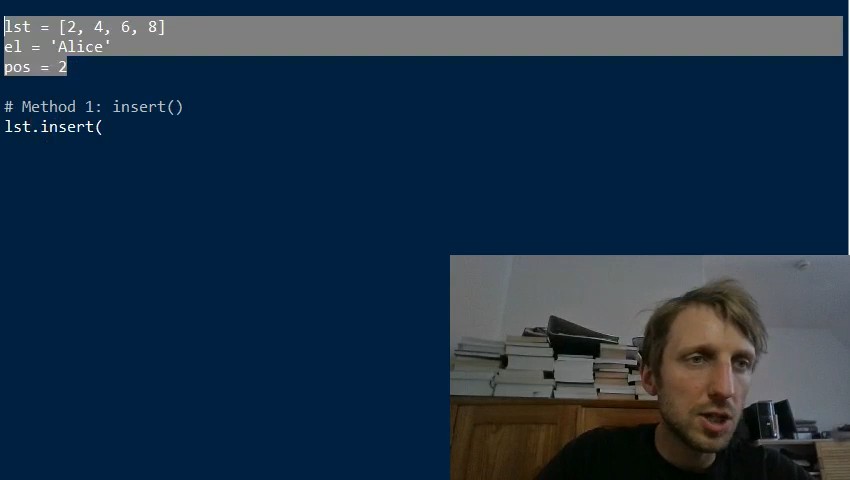 lst = [2, 4, 6, 8]
el = 'Alice'
pos = 2
# Method 1: insert()
lst.insert(